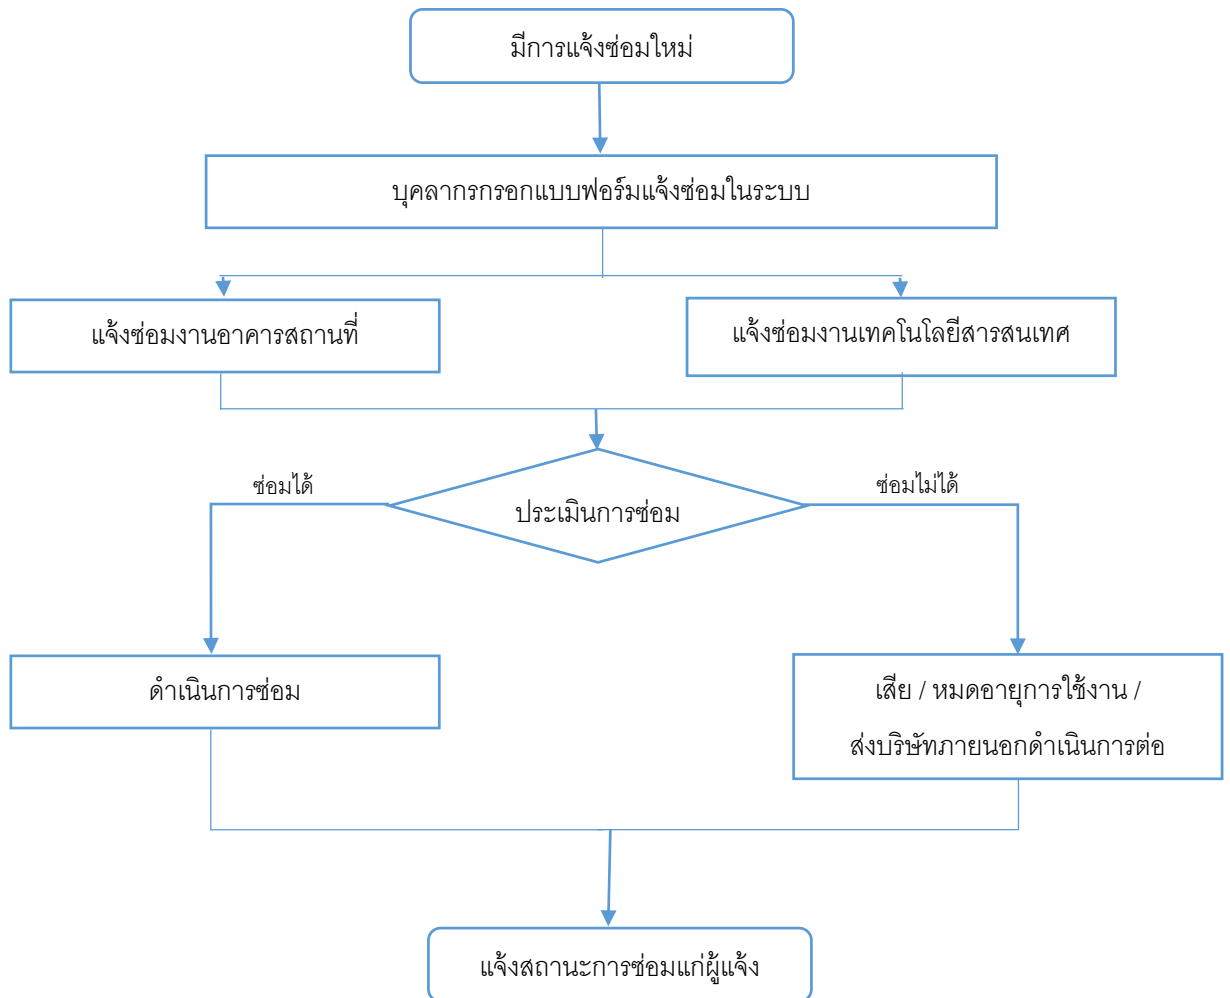 มีการแจ้งซ่อมใหม่
บุคลากรกรอกแบบฟอร์มแจ้งซ่อมในระบบ
แจ้งซ่อมงานอาคารสถานที่
แจ้งซ่อมงานเทคโนโลยีสารสนเทศ
ซ่อมได้
ซ่อมไม่ได้
ประเมินการซ่อม
ดำเนินการซ่อม
เสีย / หมดอายุการใช้งาน /
ส่งบริษัทภายนอกดำเนินการต่อ
แจ้งสถานะการซ่อมแก่ผู้แจ้ง